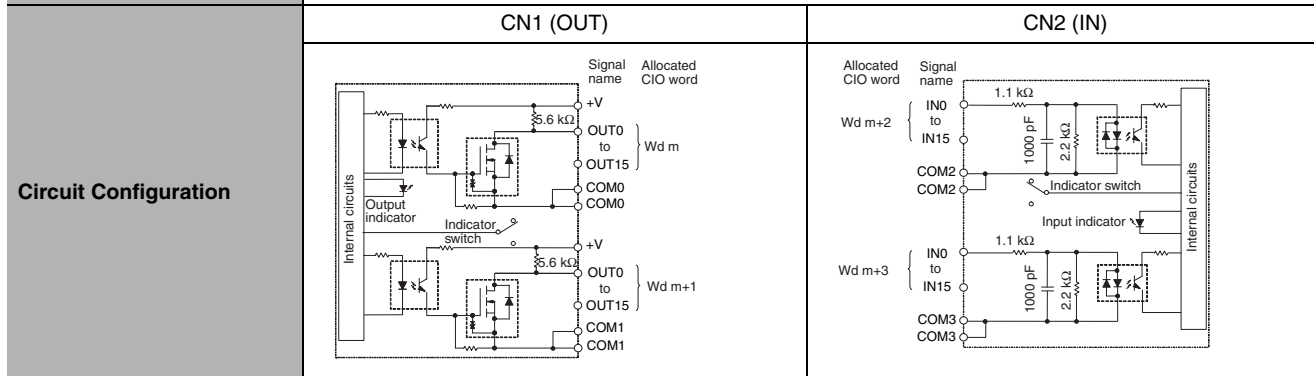 CN1 (OUT)
CN2 (IN)
Circuit Configuration
Signal name
Allocated CIO word
+V
5.6 kΩ
OUT0
to
OUT15
Wd m
COM0
COM0
Internal circuits
Output indicator
Indicator switch
+V
5.6 kΩ
OUT0
to
OUT15
Wd m+1
COM1
COM1
Allocated CIO word
Signal name
1.1 kΩ
IN0
to
IN15
Wd m+2
1000 pF
2.2 kΩ
COM2
COM2
Indicator switch
Input indicator
Internal circuits
1.1 kΩ
IN0
to
IN15
Wd m+3
1000 pF
2.2 kΩ
COM3
COM3